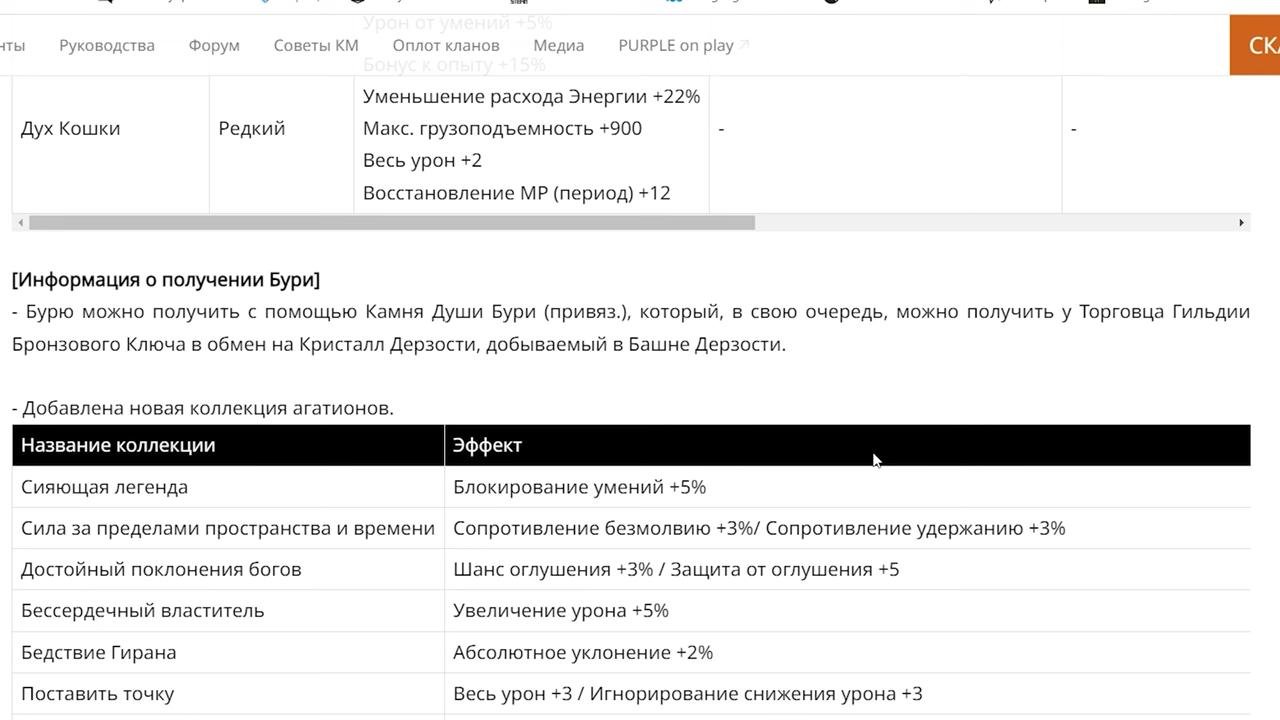 Урон от умений +5%
нты Руководства Форум Советы КМ Оплот кланов Медиа PURPLE on play
Бонус к опыту +15%
Дух Кошки
Редкий
Уменьшение расхода Энергии +22%
Макс. грузоподъемность +900
Весь урон +2
Восстановление МР (период) +12
-
-
[Информация о получении Бури]
- Бурю можно получить с помощью Камня Души Бури (привяз.), который, в свою очередь, можно получить у Торговца Гильдии
Бронзового Ключа в обмен на Кристалл Дерзости, добываемый в Башне Дерзости.
- Добавлена новая коллекция агатионов.
Название коллекции Эффект
Сияющая легенда Блокирование умений +5%
Сила за пределами пространства и времени Сопротивление безмолвию +3%/ Сопротивление удержанию +3%
Достойный поклонения богов Шанс оглушения +3% / Защита от оглушения +5
Бессердечный властитель Увеличение урона +5%
Бедствие Гирана Абсолютное уклонение +2%
Поставить точку Весь урон +3 / Игнорирование снижения урона +3